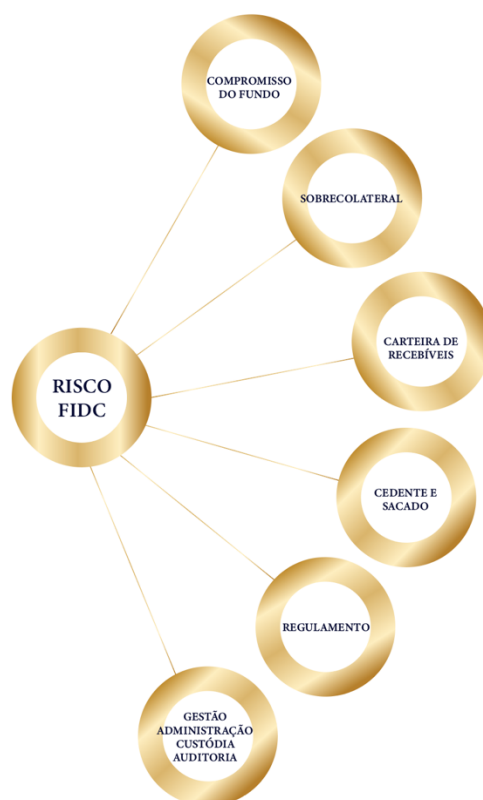 COMPROMISSO
DO FUNDO
SOBRECOLATERAL
CARTEIRA DE
RECEBÍVEIS
RISCO
FIDC
CEDENTE E
SACADO
REGULAMENTO
GESTÃO
ADMINISTRAÇÃO
CUSTÓDIA
AUDITORIA